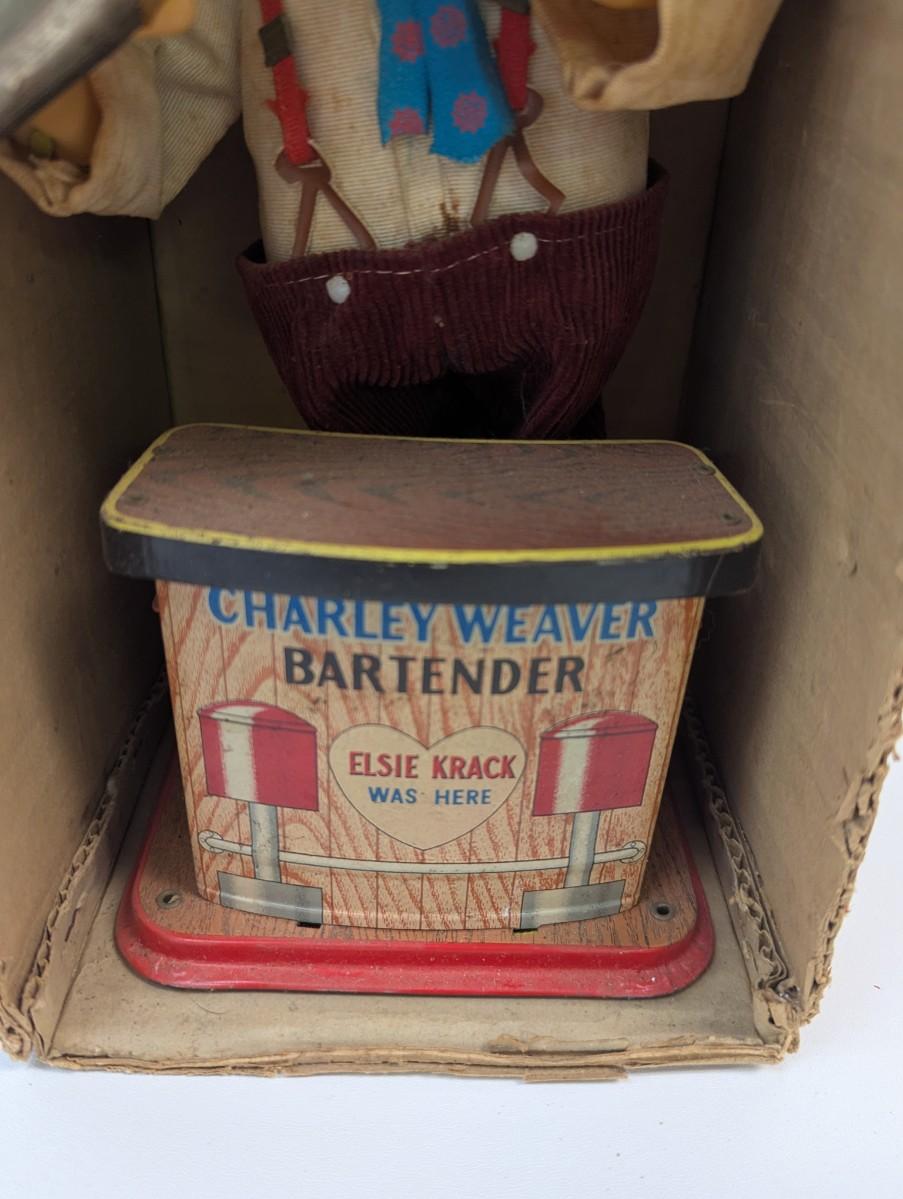 CHARLEY WEAVER
BARTENDER
ELSIE KRACK
WAS HERE